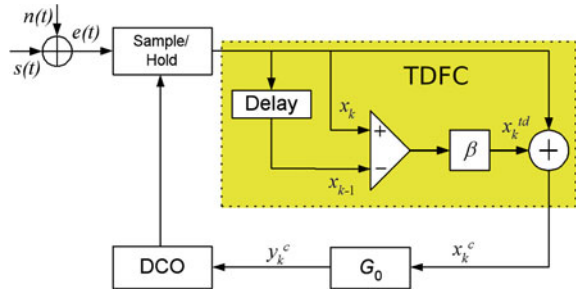 n(t)
s(t)
e(t)
Sample/
Hold
TDFC
Delay
x_k
+
−
x_{k-1}
β
x_k^{td}
+
DCO
y_k^c
G_0
x_k^c